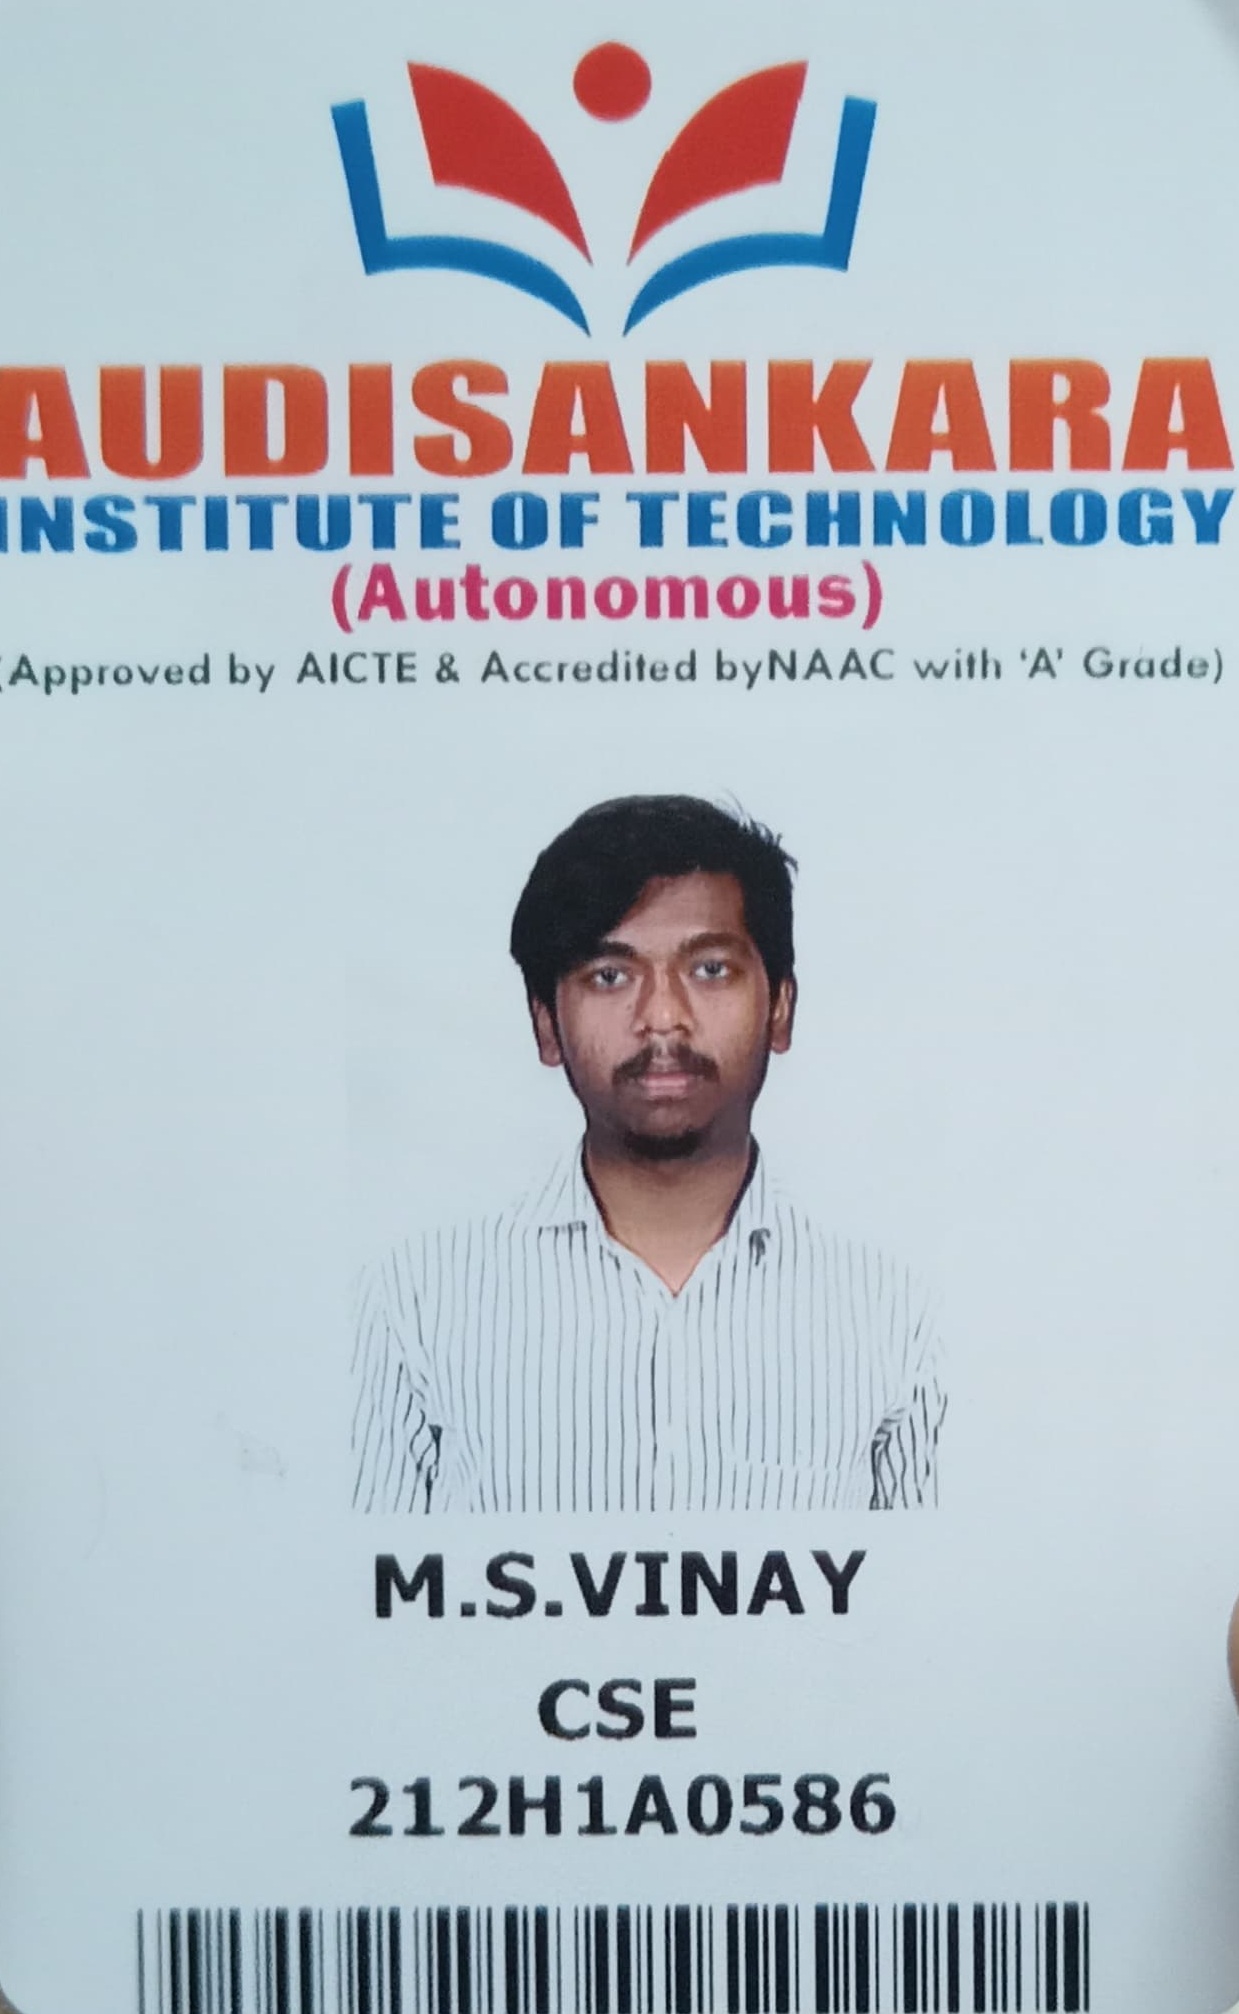 AUDISANKARA
INSTITUTE OF TECHNOLOGY
(Autonomous)
(Approved by AICTE & Accredited byNAAC with 'A' Grade)
M.S.VINAY
CSE
212H1A0586